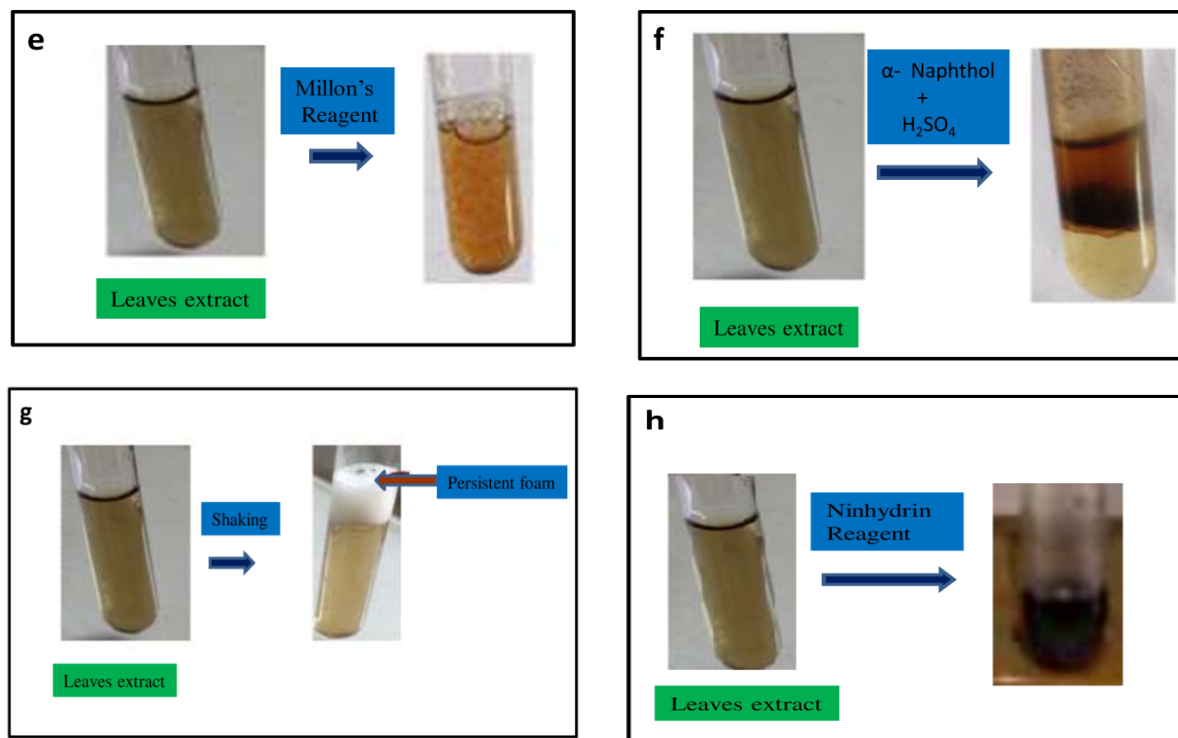 e
Millon's
Reagent
Leaves extract
f
α- Naphthol
+
H₂SO₄
Leaves extract
g
Shaking
Persistent foam
Leaves extract
h
Ninhydrin
Reagent
Leaves extract